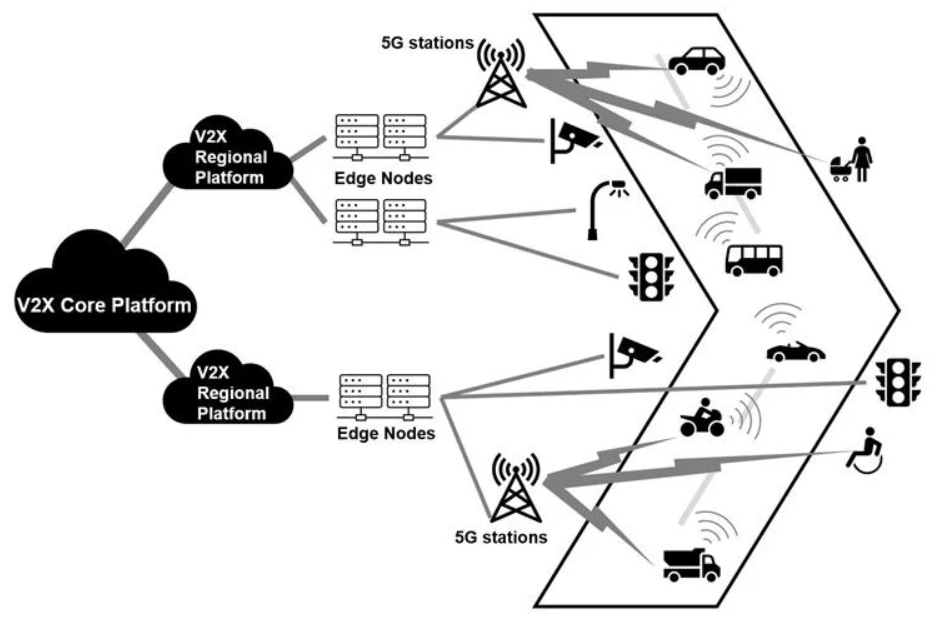 5G stations
V2X
Regional
Platform
Edge Nodes
V2X Core Platform
V2X
Regional
Platform
Edge Nodes
5G stations